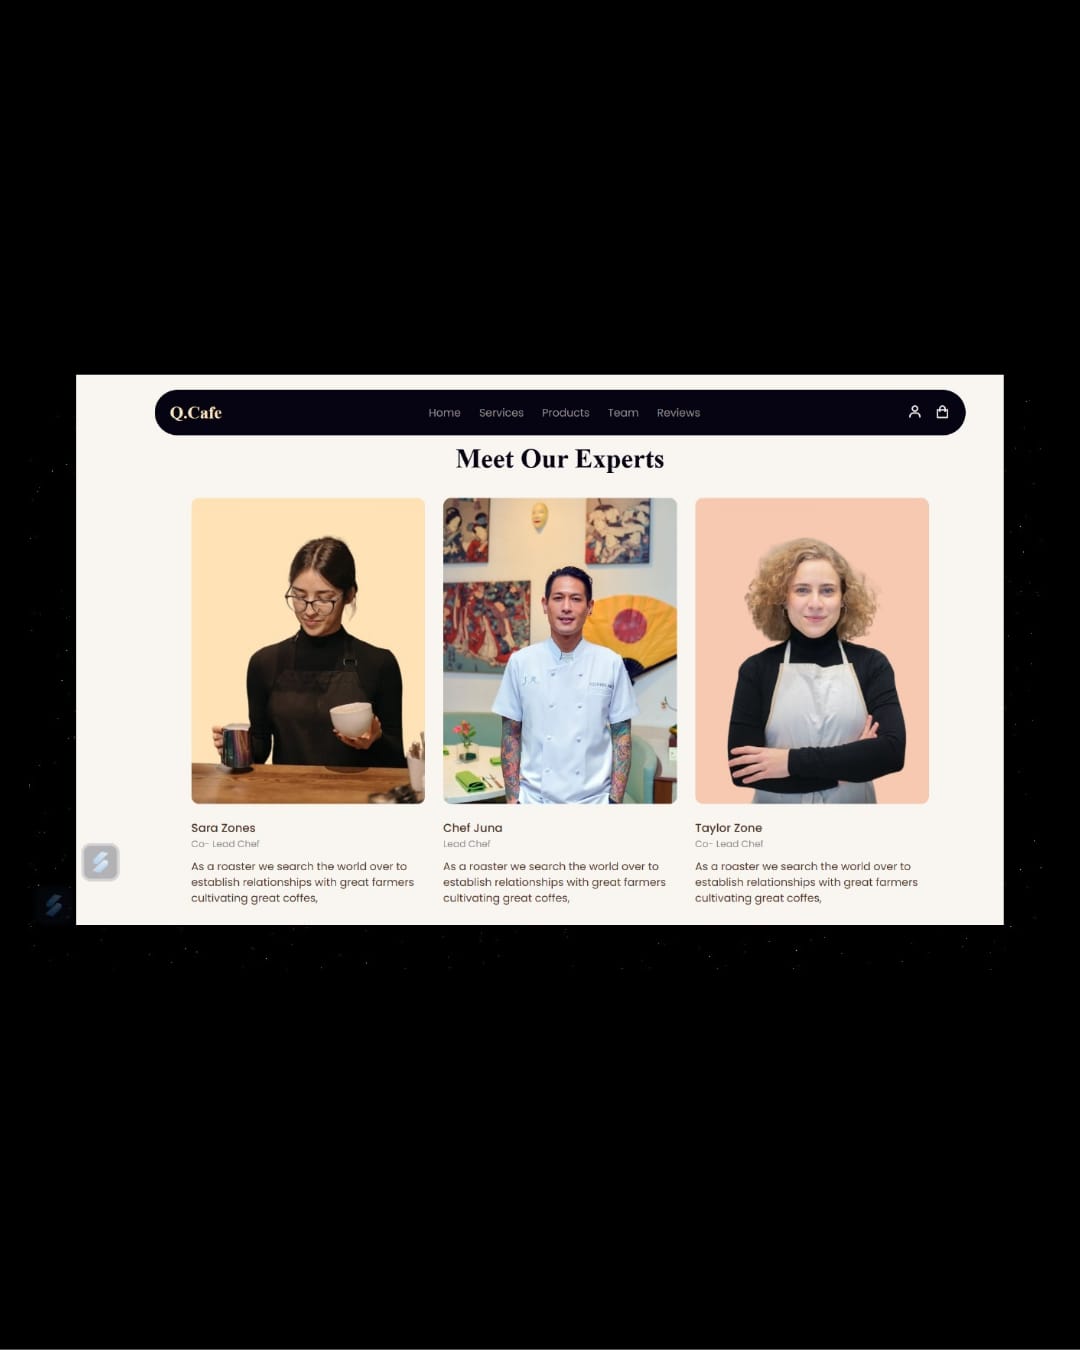 Q.Cafe
Home Services Products Team Reviews
Meet Our Experts
Sara Zones
Co- Lead Chef
As a roaster we search the world over to
establish relationships with great farmers
cultivating great coffes,
Chef Juna
Lead Chef
As a roaster we search the world over to
establish relationships with great farmers
cultivating great coffes,
Taylor Zone
Co- Lead Chef
As a roaster we search the world over to
establish relationships with great farmers
cultivating great coffes,